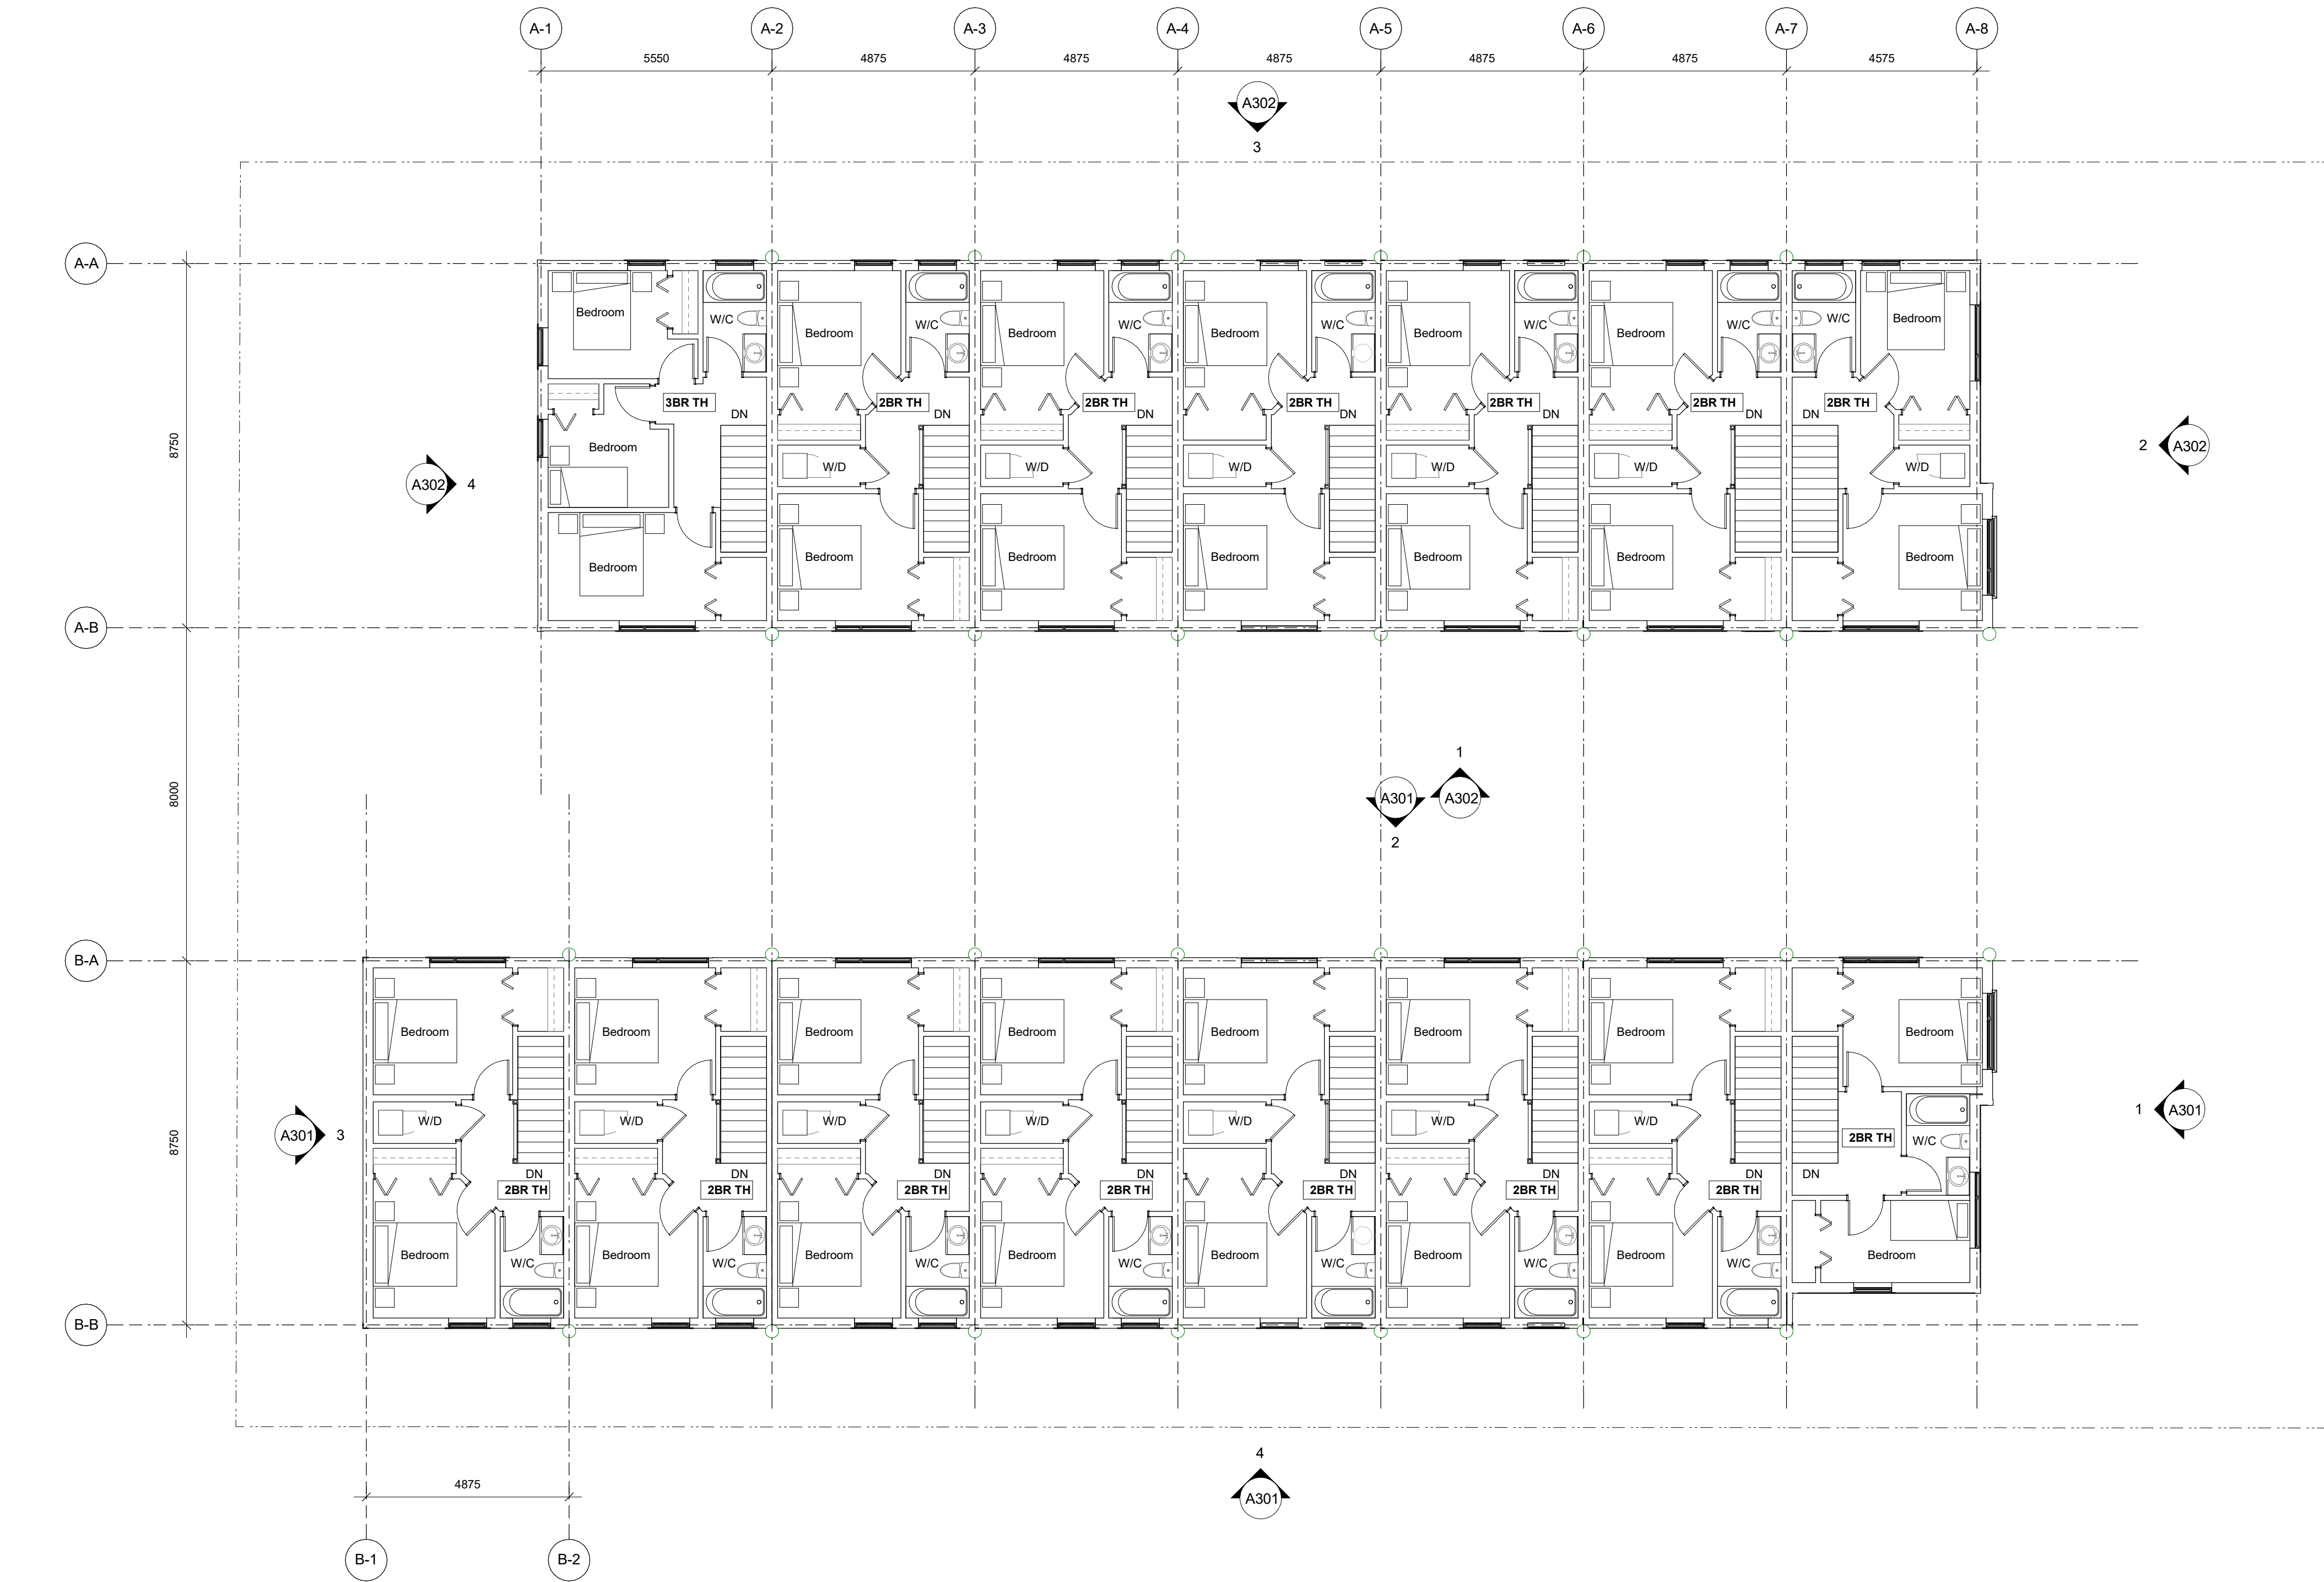 A-1 A-2 A-3 A-4 A-5 A-6 A-7 A-8
5550 4875 4875 4875 4875 4875 4575
A302
3
A-A
Bedroom W/C Bedroom W/C Bedroom W/C Bedroom W/C Bedroom W/C Bedroom W/C W/C Bedroom
3BR TH 2BR TH 2BR TH 2BR TH 2BR TH 2BR TH 2BR TH
DN DN DN DN DN DN DN
8750
Bedroom
2 A302
W/D W/D W/D W/D W/D W/D
A302 4
Bedroom Bedroom Bedroom Bedroom Bedroom Bedroom Bedroom
A-B
1
8000
A301 A302
2
B-A
Bedroom Bedroom Bedroom Bedroom Bedroom Bedroom Bedroom Bedroom
1 A301
W/D W/D W/D W/D W/D W/D W/D
A301 3
8750
2BR TH W/C
DN DN DN DN DN DN DN DN
2BR TH 2BR TH 2BR TH 2BR TH 2BR TH 2BR TH 2BR TH
Bedroom Bedroom Bedroom Bedroom Bedroom Bedroom Bedroom Bedroom
W/C W/C W/C W/C W/C W/C W/C
B-B
4
4875
A301
B-1 B-2